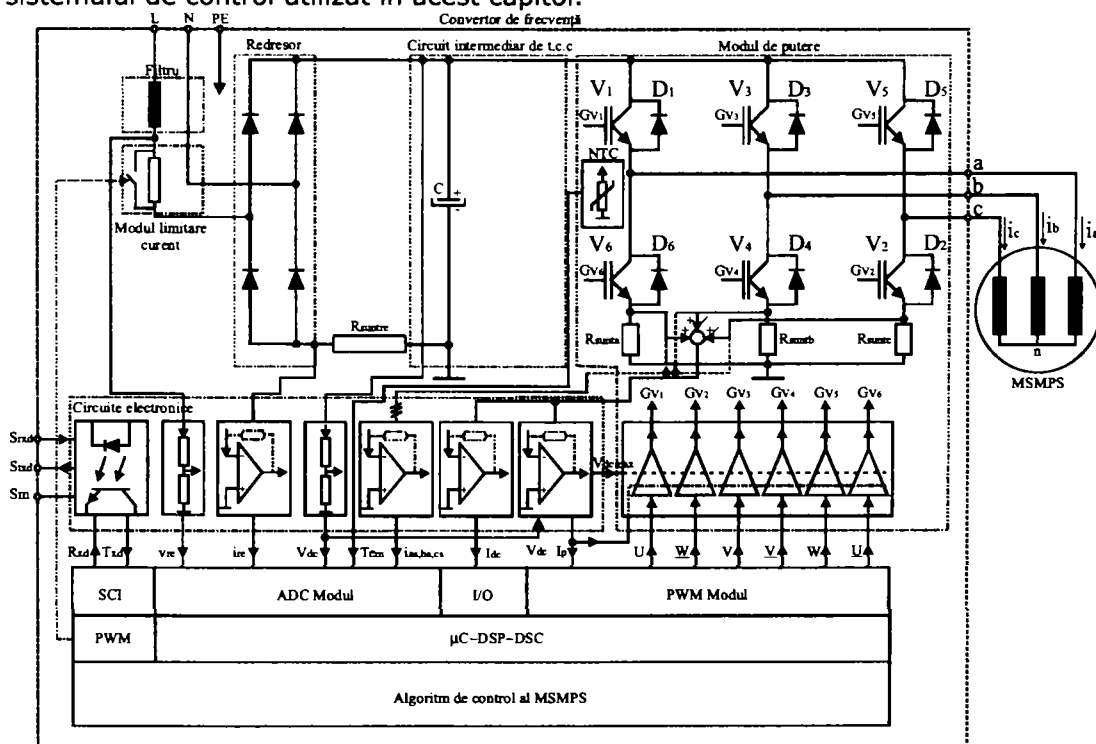 sistemului de control utilizat în acest capitol.
L N PE Convertor de frecvență
Redresor Circuit intermediar de t.c.c Modul de putere
Filtru
V1 D1 V3 D3 V5 D5
GV1 GV3 GV5
NTC
a
b
c
C + -
ic ib
Modul limitare
curent
V6 D6 V4 D4 V2 D2
GV6 GV4 GV2
Rsuntre
Rsunta Rsuntb Rsuntc
n
MSMPS
GV1 GV2 GV3 GV4 GV5 GV6
Circuite electronice
Srxd
Stxd
Sm
Rxd Txd vre ire Vdc Tem Idc Vdc Ip U W V V W U
SCI ADC Modul I/O PWM Modul
PWM µC-DSP-DSC
Algoritm de control al MSMPS